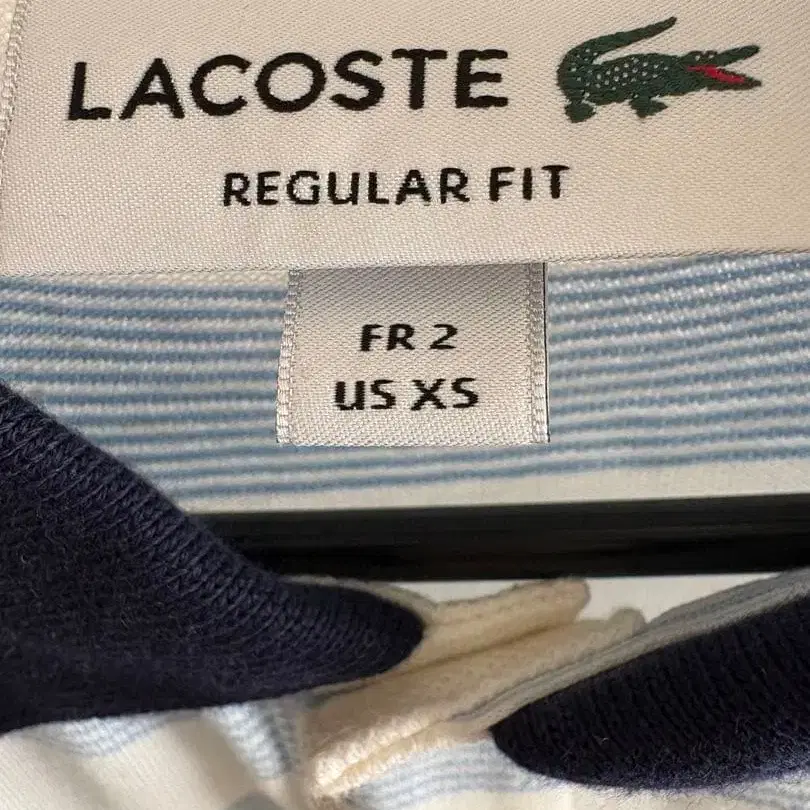 LACOSTE
REGULAR FIT
FR 2
US XS